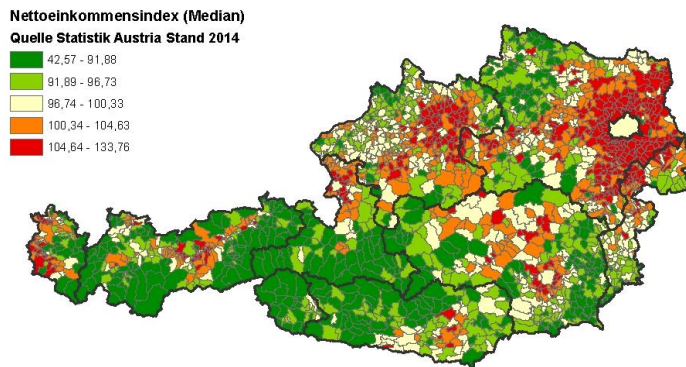 Nettoeinkommensindex (Median)
Quelle Statistik Austria Stand 2014
42,57 - 91,88
91,89 - 96,73
96,74 - 100,33
100,34 - 104,63
104,64 - 133,76